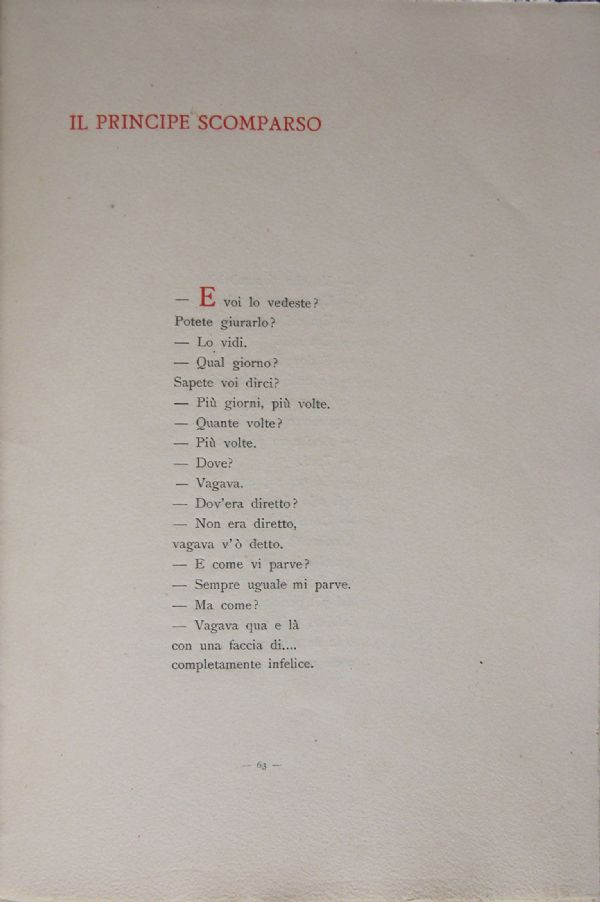 IL PRINCIPE SCOMPARSO
— E voi lo vedeste?
Potete giurarlo?
— Lo vidi.
— Qual giorno?
Sapete voi dirci?
— Più giorni, più volte.
— Quante volte?
— Più volte.
— Dove?
— Vagava.
— Dov'era diretto?
— Non era diretto,
vagava v'ò detto.
— E come vi parve?
— Sempre uguale mi parve.
— Ma come?
— Vagava qua e là
con una faccia di....
completamente infelice.
— 63 —